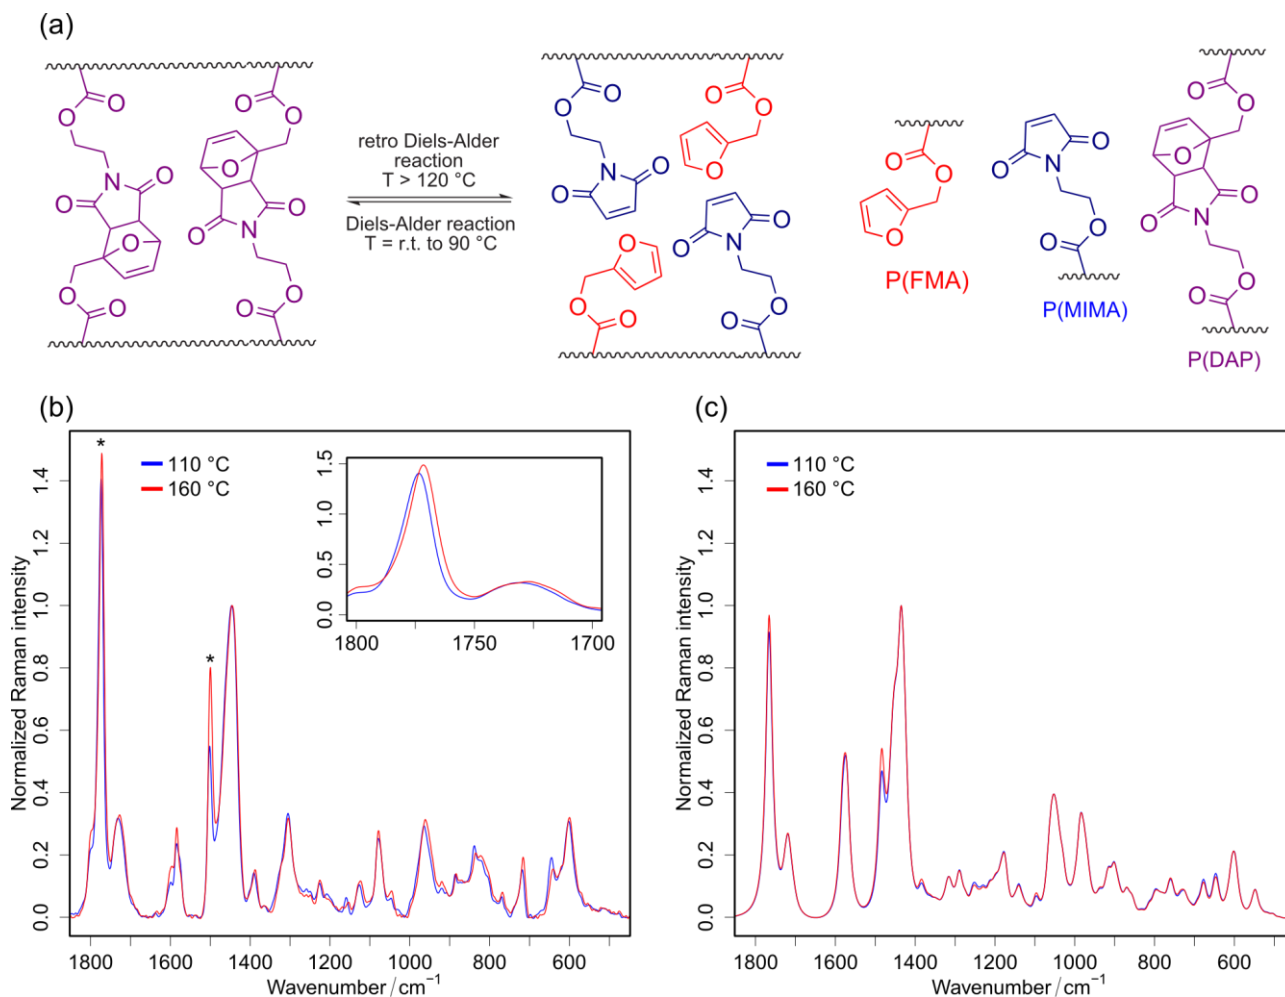 (a)
retro Diels-Alder
reaction
T > 120 °C
Diels-Alder reaction
T = r.t. to 90 °C
O
O
O
O
O
N
O
O
N
O
O
O
O
O
O
O
O
O
O
O
O
N
O
O
O
O
N
O
O
O
O
O
O
O
O
O
P(FMA)
O
N
O
O
O
P(MIMA)
O
O
O
O
O
N
O
O
P(DAP)
(b)
*
*
110 °C
160 °C
Normalized Raman intensity
0.0 0.2 0.4 0.6 0.8 1.0 1.2 1.4
1800 1600 1400 1200 1000 800 600
Wavenumber / cm⁻¹
0.0 0.5 1.0 1.5
1800 1750 1700
(c)
110 °C
160 °C
Normalized Raman intensity
0.0 0.2 0.4 0.6 0.8 1.0 1.2 1.4
1800 1600 1400 1200 1000 800 600
Wavenumber / cm⁻¹